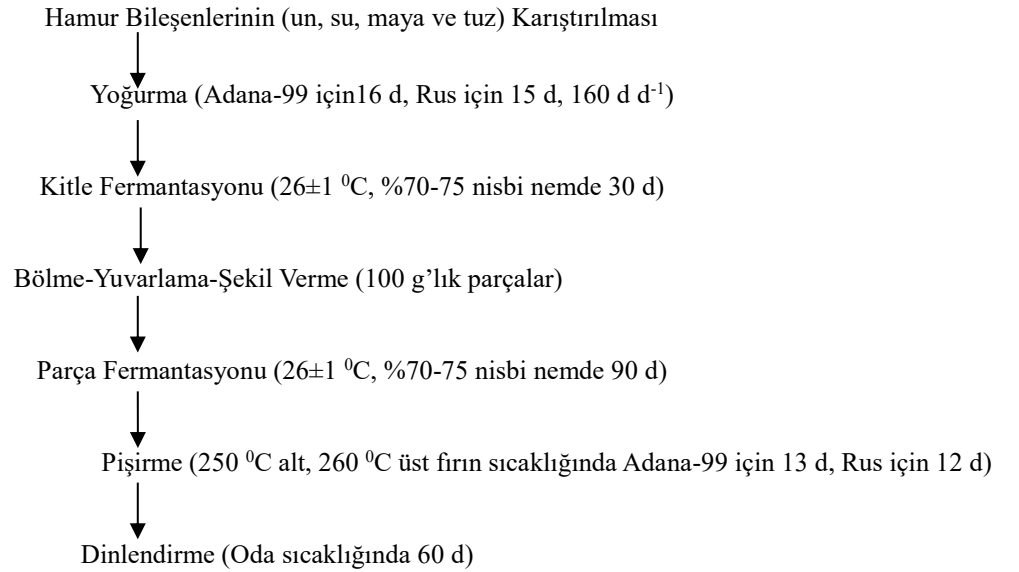 Hamur Bileşenlerinin (un, su, maya ve tuz) Karıştırılması
Yoğurma (Adana-99 için16 d, Rus için 15 d, 160 d d⁻¹)
Kitle Fermantasyonu (26±1 ⁰C, %70-75 nisbi nemde 30 d)
Bölme-Yuvarlama-Şekil Verme (100 g’lık parçalar)
Parça Fermantasyonu (26±1 ⁰C, %70-75 nisbi nemde 90 d)
Pişirme (250 ⁰C alt, 260 ⁰C üst fırın sıcaklığında Adana-99 için 13 d, Rus için 12 d)
Dinlendirme (Oda sıcaklığında 60 d)